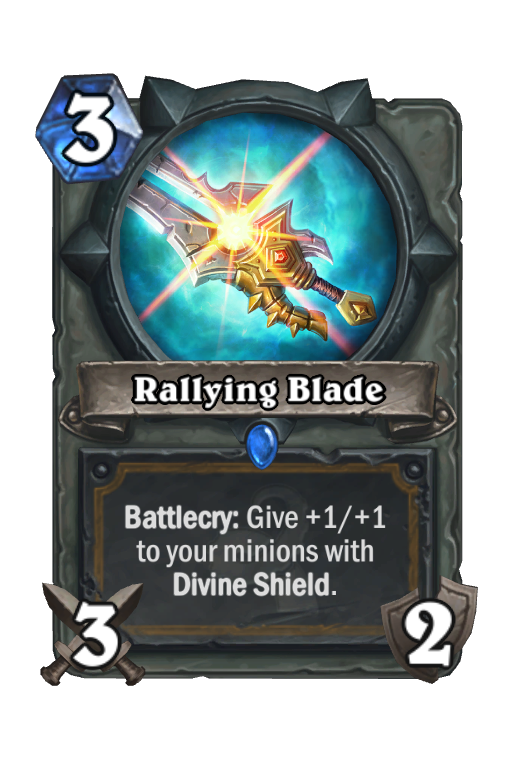 3
Rallying Blade
Battlecry: Give +1/+1
to your minions with
Divine Shield.
3
2